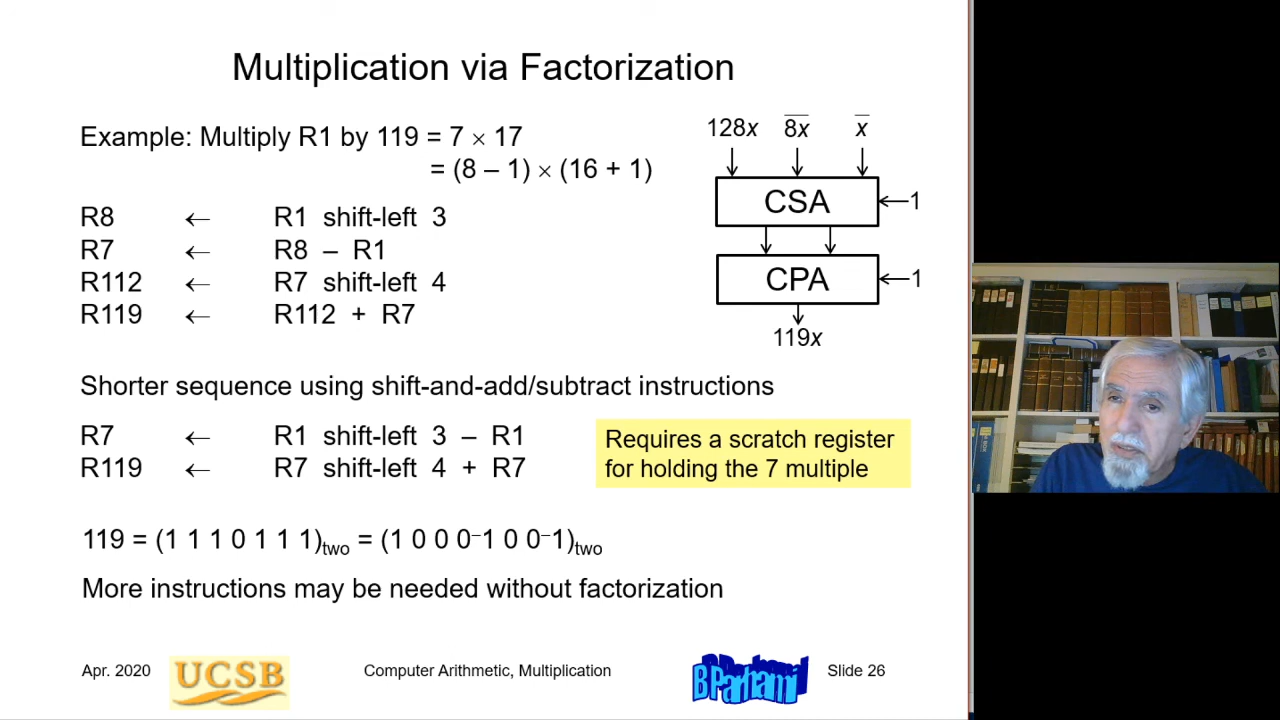 Multiplication via Factorization
Example: Multiply R1 by 119 = 7 × 17
= (8 – 1) × (16 + 1)
R8 ← R1 shift-left 3
R7 ← R8 – R1
R112 ← R7 shift-left 4
R119 ← R112 + R7
128x 8̅x̅ x̅
CSA ←1
CPA ←1
119x
Shorter sequence using shift-and-add/subtract instructions
R7 ← R1 shift-left 3 – R1
R119 ← R7 shift-left 4 + R7
Requires a scratch register
for holding the 7 multiple
119 = (1 1 1 0 1 1 1)two = (1 0 0 0 ⁻1 0 0 ⁻1)two
More instructions may be needed without factorization
Apr. 2020
UCSB
Computer Arithmetic, Multiplication
B Parhami
Slide 26